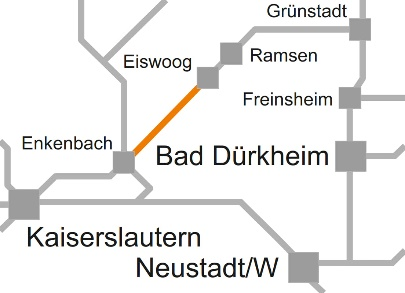 Grünstadt
Ramsen
Eiswoog
Freinsheim
Enkenbach
Bad Dürkheim
Kaiserslautern
Neustadt/W